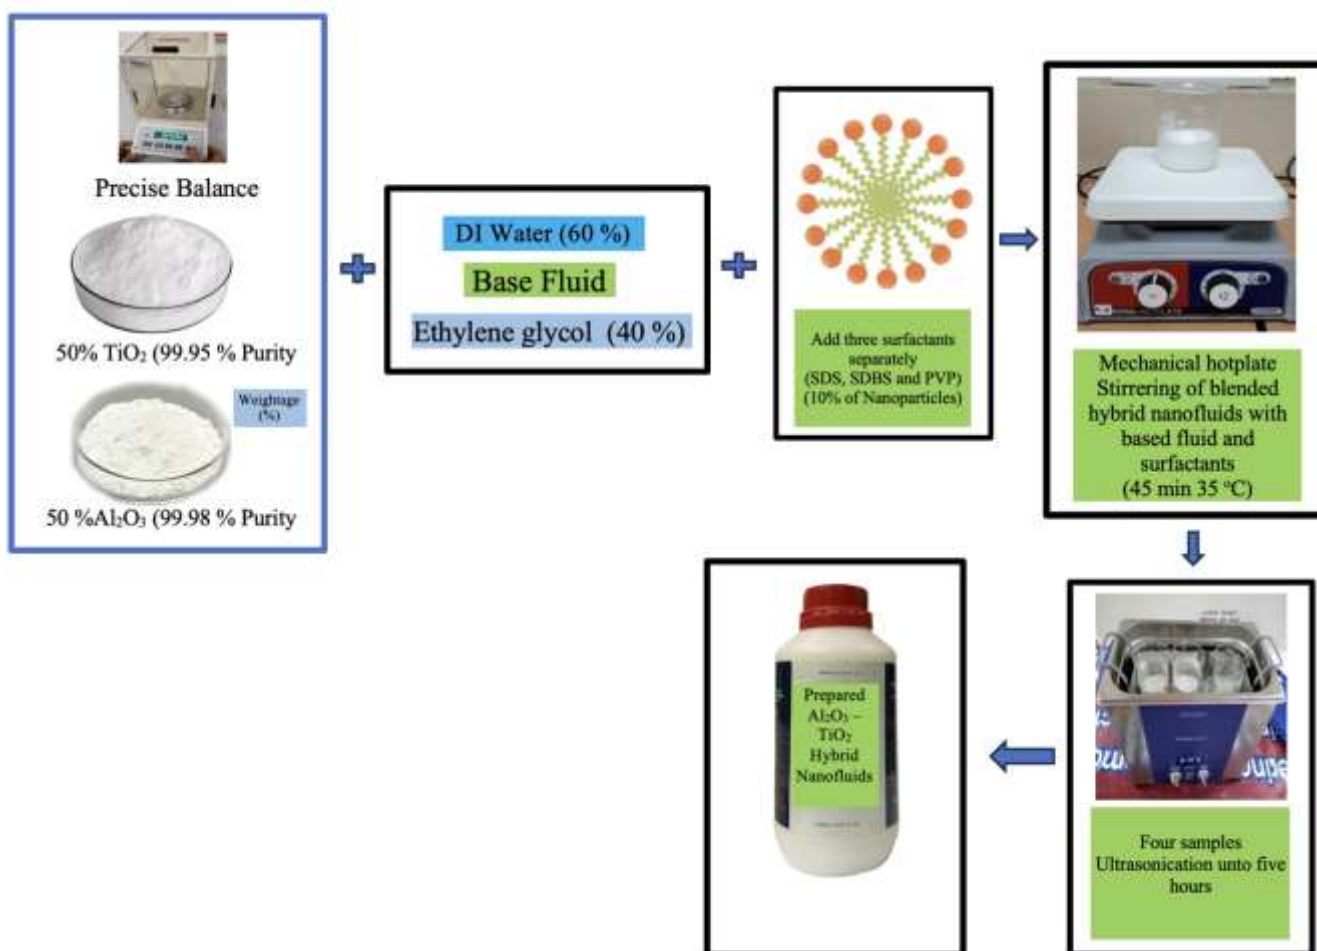 Precise Balance
50% TiO₂ (99.95 % Purity
Weightage
(%)
50 %Al₂O₃ (99.98 % Purity
DI Water (60 %)
Base Fluid
Ethylene glycol (40 %)
Add three surfactants
separately
(SDS, SDBS and PVP)
(10% of Nanoparticles)
Mechanical hotplate
Stirrering of blended
hybrid nanofluids with
based fluid and
surfactants
(45 min 35 ºC)
Four samples
Ultrasonication unto five
hours
Prepared
Al₂O₃ –
TiO₂
Hybrid
Nanofluids